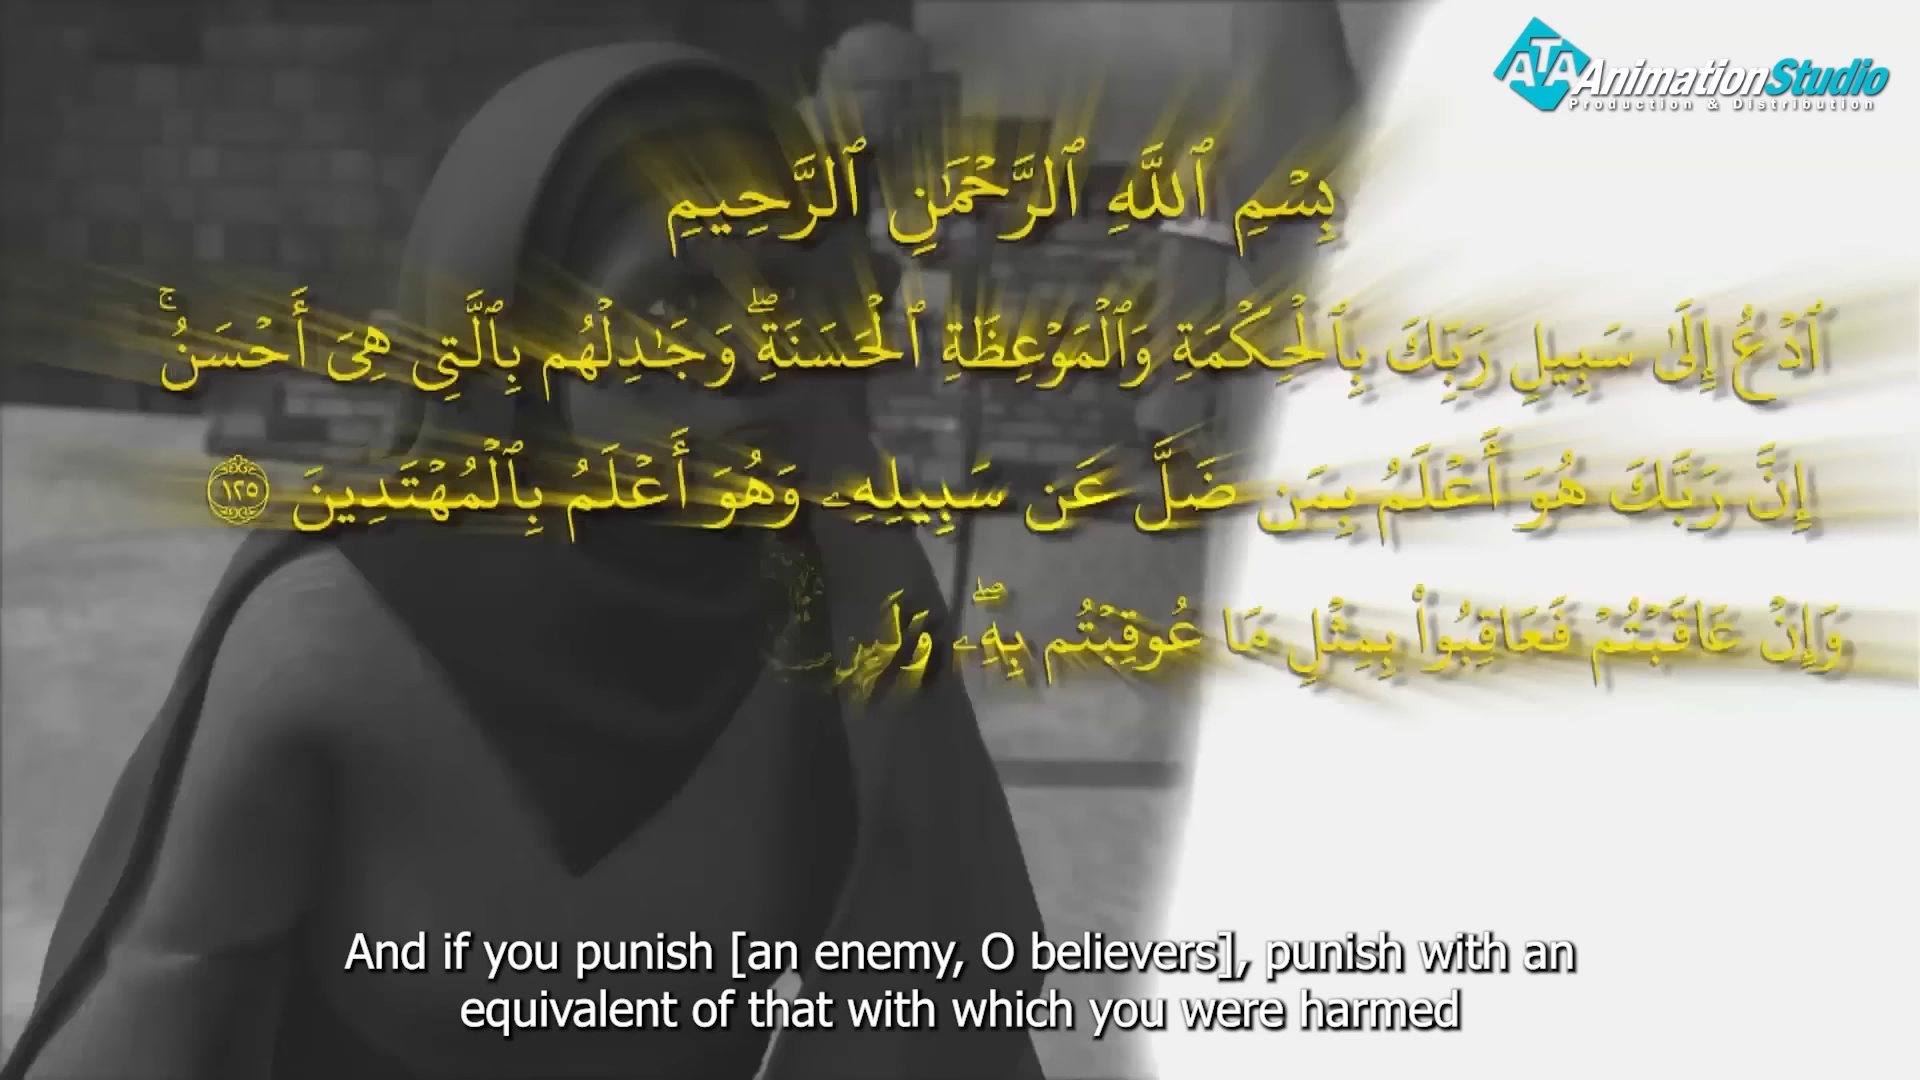 ATA AnimationStudio
Production & Distribution
بِسْمِ ٱللَّهِ ٱلرَّحْمَٰنِ ٱلرَّحِيمِ
ٱدْعُ إِلَىٰ سَبِيلِ رَبِّكَ بِٱلْحِكْمَةِ وَٱلْمَوْعِظَةِ ٱلْحَسَنَةِ ۖ وَجَٰدِلْهُم بِٱلَّتِى هِىَ أَحْسَنُ ۚ
إِنَّ رَبَّكَ هُوَ أَعْلَمُ بِمَن ضَلَّ عَن سَبِيلِهِۦ وَهُوَ أَعْلَمُ بِٱلْمُهْتَدِينَ ١٢٥
وَإِنْ عَاقَبْتُمْ فَعَاقِبُوا۟ بِمِثْلِ مَا عُوقِبْتُم بِهِۦ ۖ
And if you punish [an enemy, O believers], punish with an
equivalent of that with which you were harmed